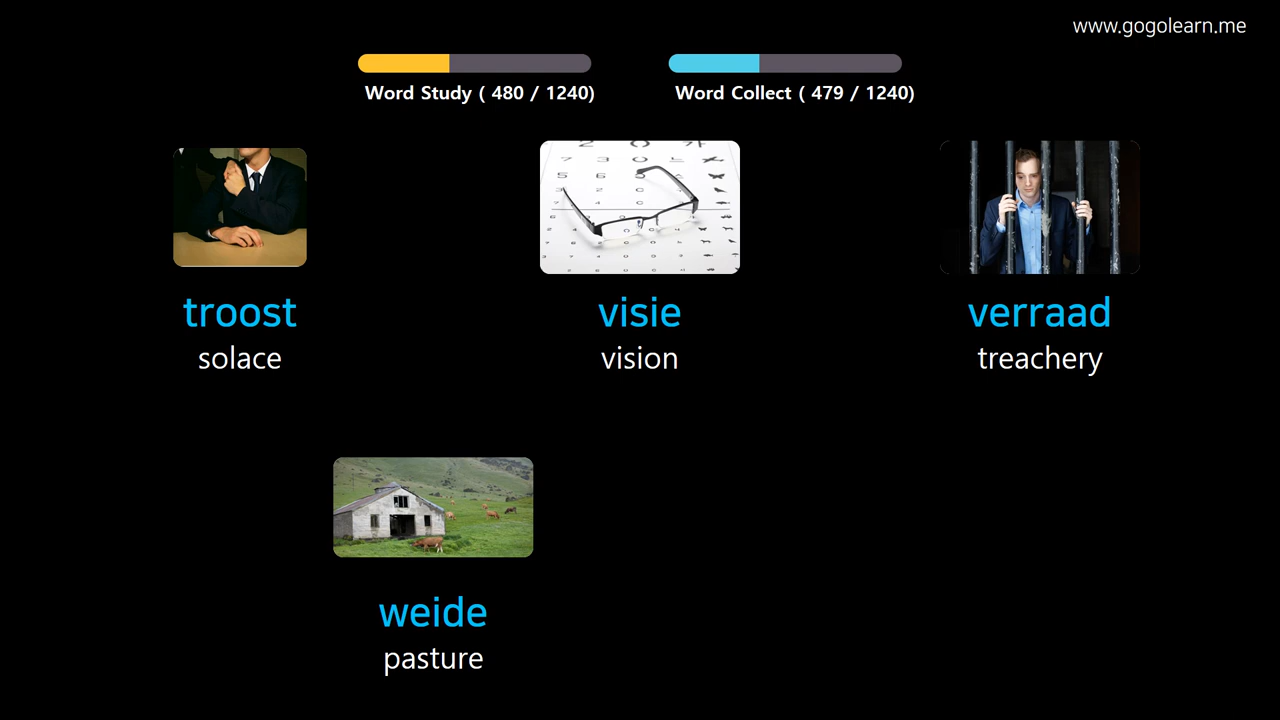 www.gogolearn.me
Word Study ( 480 / 1240)
Word Collect ( 479 / 1240)
troost
solace
visie
vision
verraad
treachery
weide
pasture